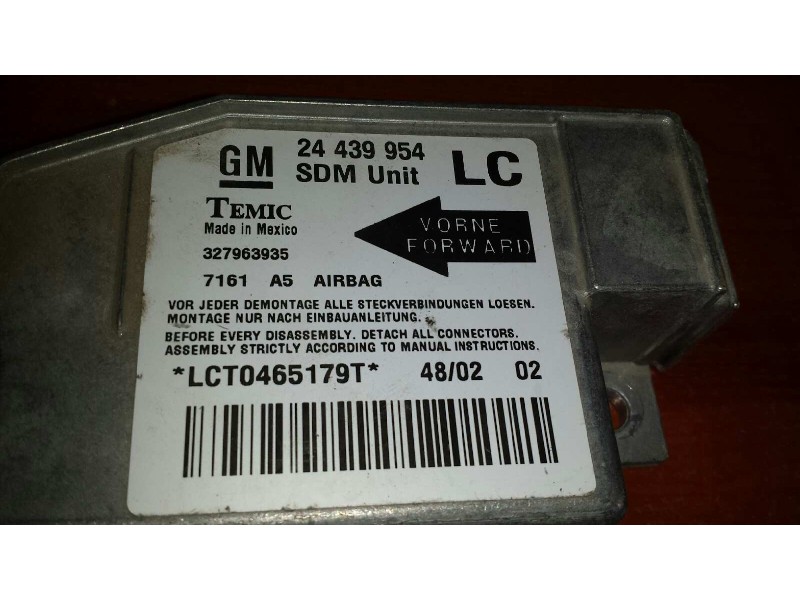 GM 24 439 954 LC
SDM Unit
TEMIC
Made in Mexico
VORNE
FORWARD
327963935
7161 A5 AIRBAG
VOR JEDER DEMONTAGE ALLE STECKVERBINDUNGEN LOESEN.
MONTAGE NUR NACH EINBAUANLEITUNG.
BEFORE EVERY DISASSEMBLY. DETACH ALL CONNECTORS.
ASSEMBLY STRICTLY ACCORDING TO MANUAL INSTRUCTIONS.
*LCT0465179T* 48/02 02